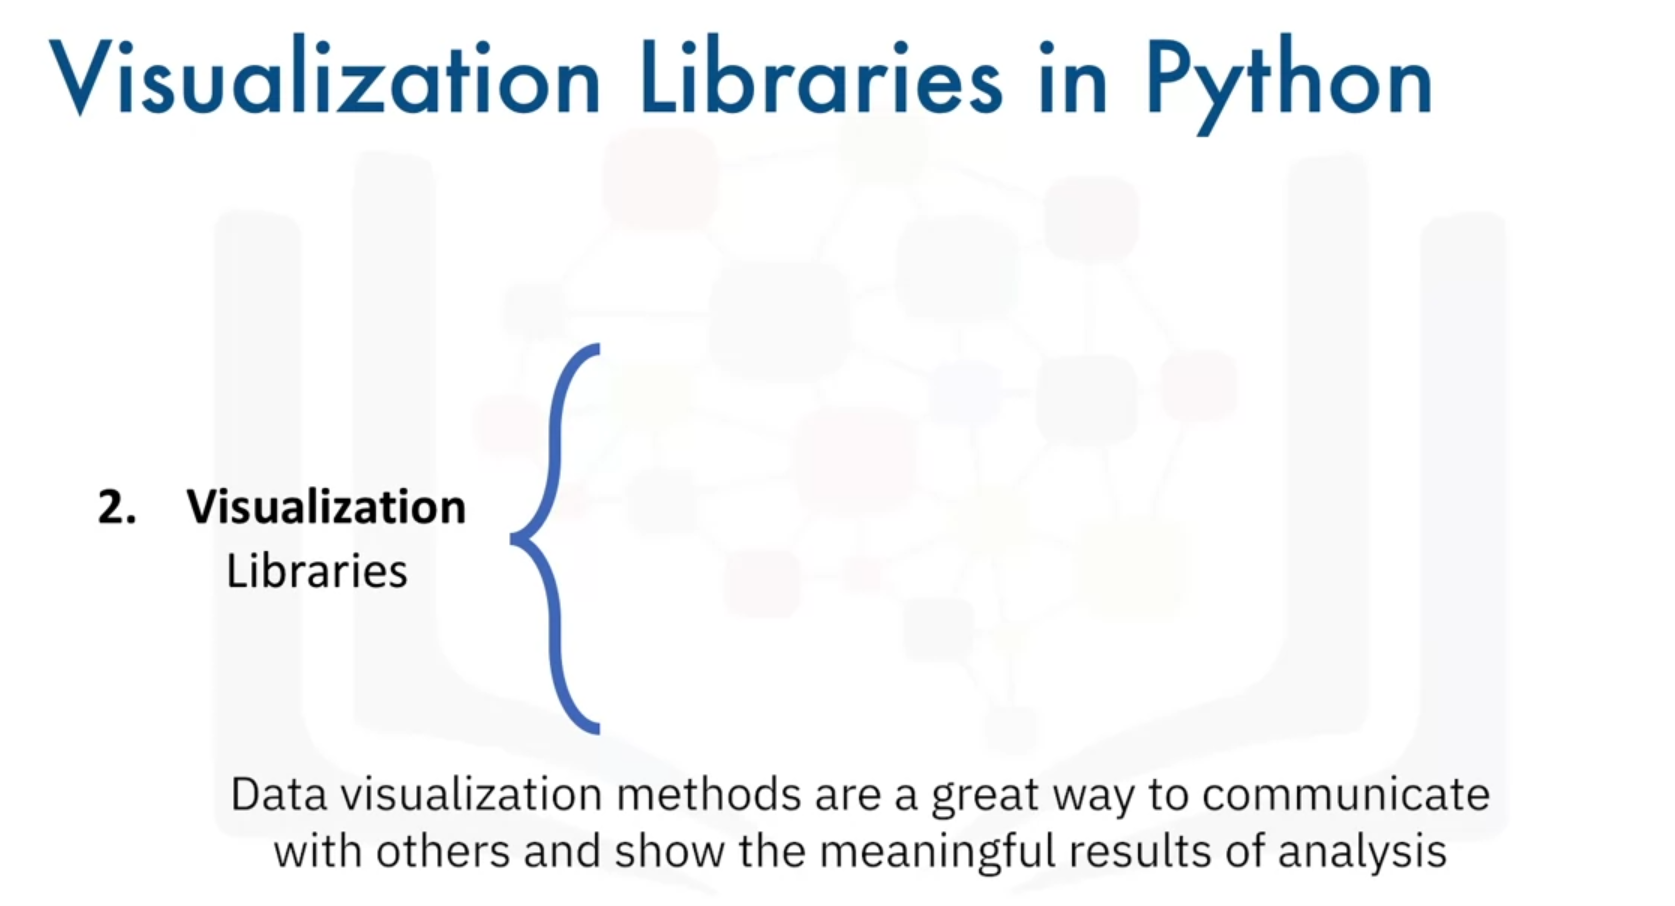 Visualization Libraries in Python
2. Visualization
Libraries
Data visualization methods are a great way to communicate
with others and show the meaningful results of analysis